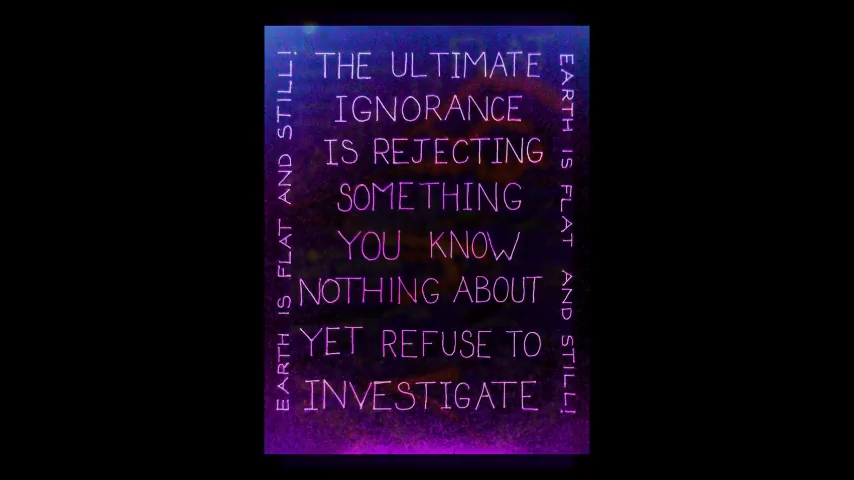 THE ULTIMATE
IGNORANCE
IS REJECTING
SOMETHING
YOU KNOW
NOTHING ABOUT
YET REFUSE TO
INVESTIGATE
EARTH IS FLAT AND STILL!
EARTH IS FLAT AND STILL!